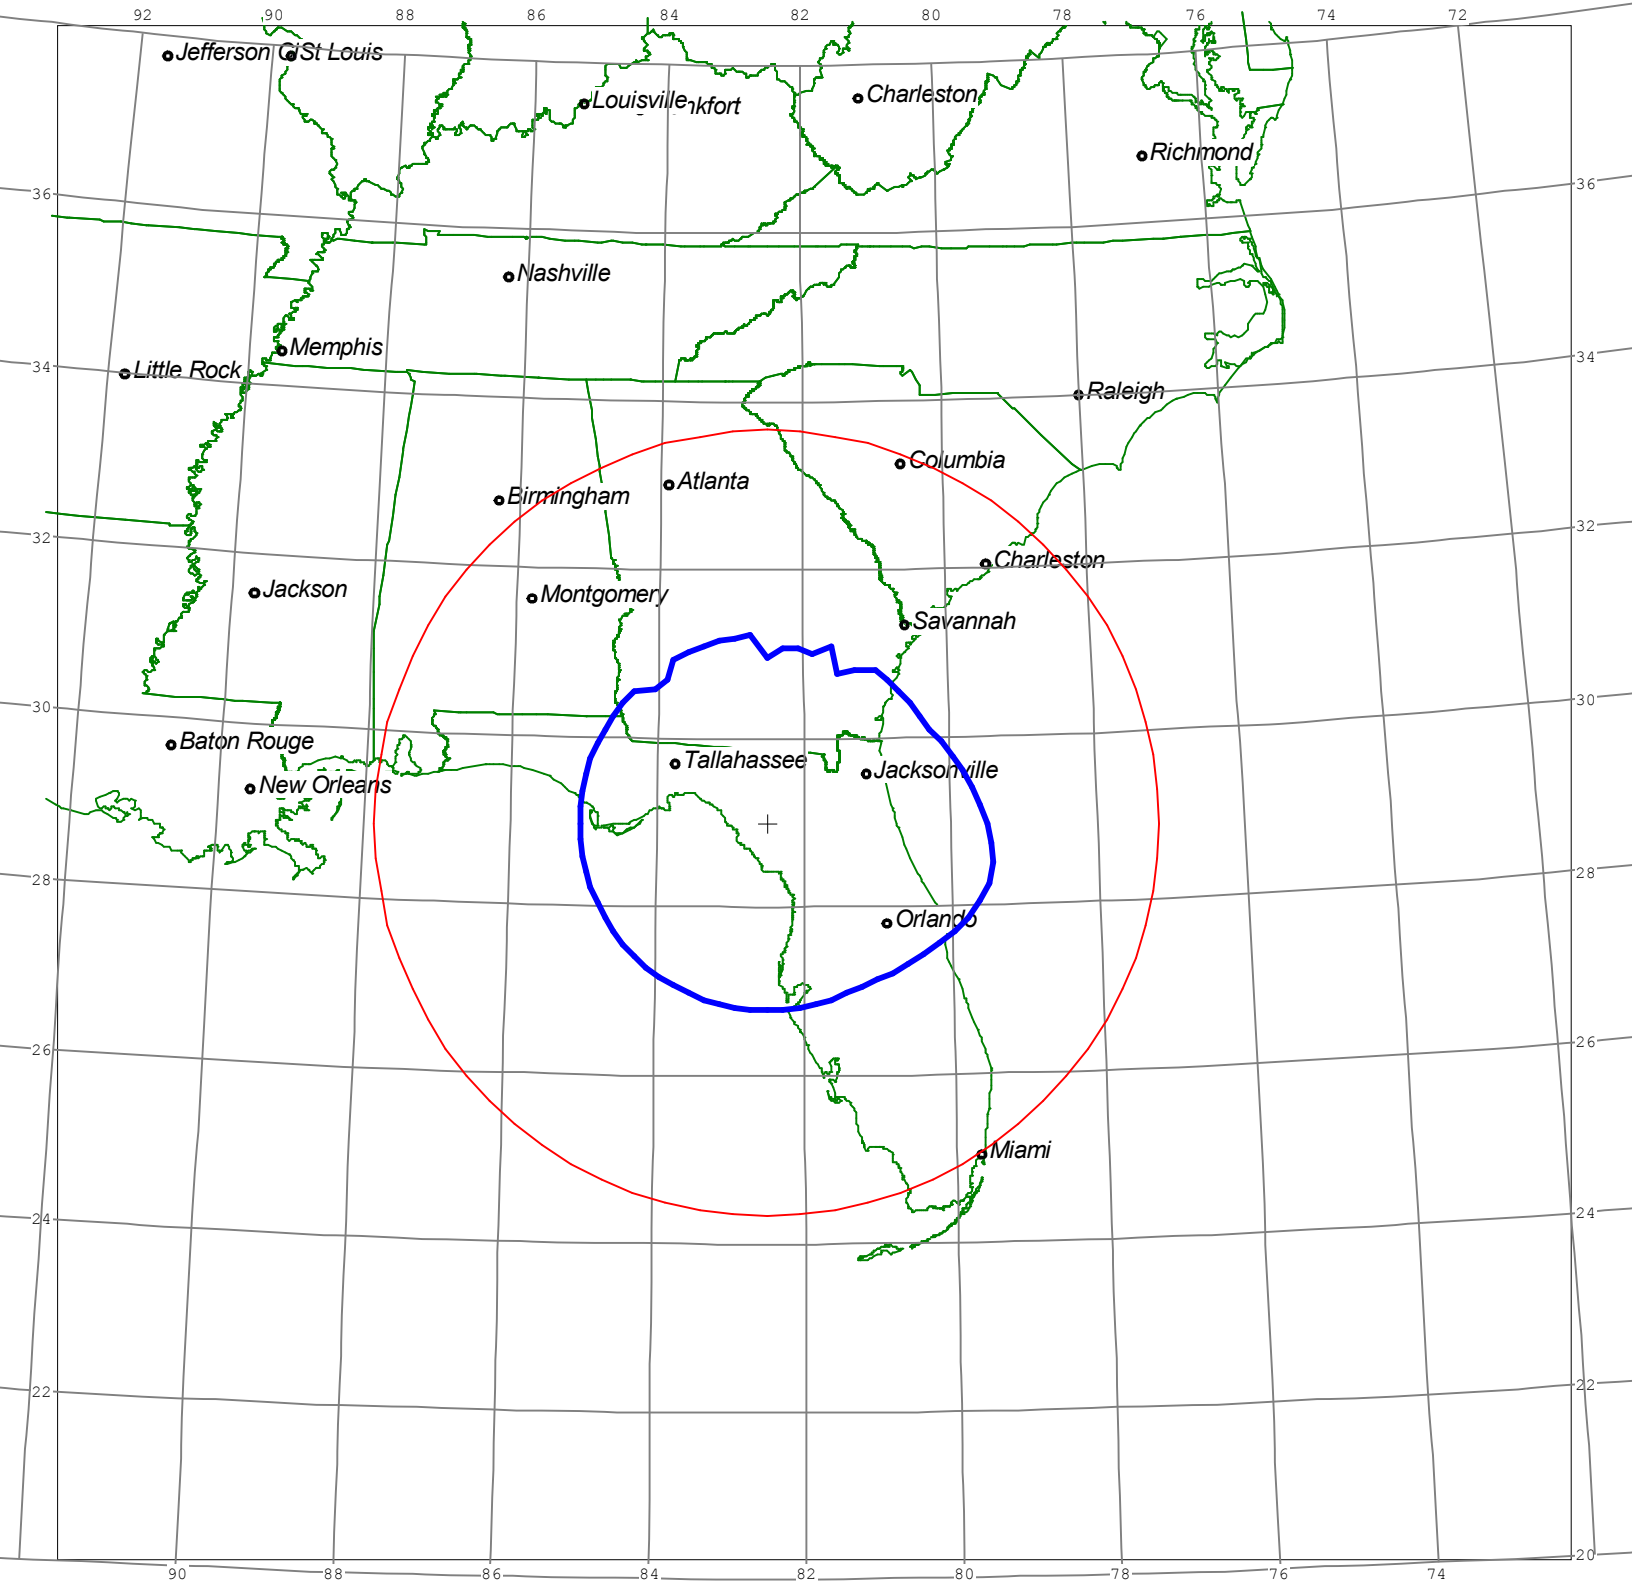 92 90 88 86 84 82 80 78 76 74 72
Jefferson Ci St Louis
Louisville nkfort
Charleston
Richmond
36 36
Nashville
Memphis
34 34
Little Rock
Raleigh
Columbia
Atlanta
Birmingham
32 32
Charleston
Jackson
Montgomery
Savannah
30 30
Baton Rouge
Tallahassee
Jacksonville
New Orleans
28 28
Orlando
26 26
Miami
24 24
22 22
20
90 88 86 84 82 80 78 76 74